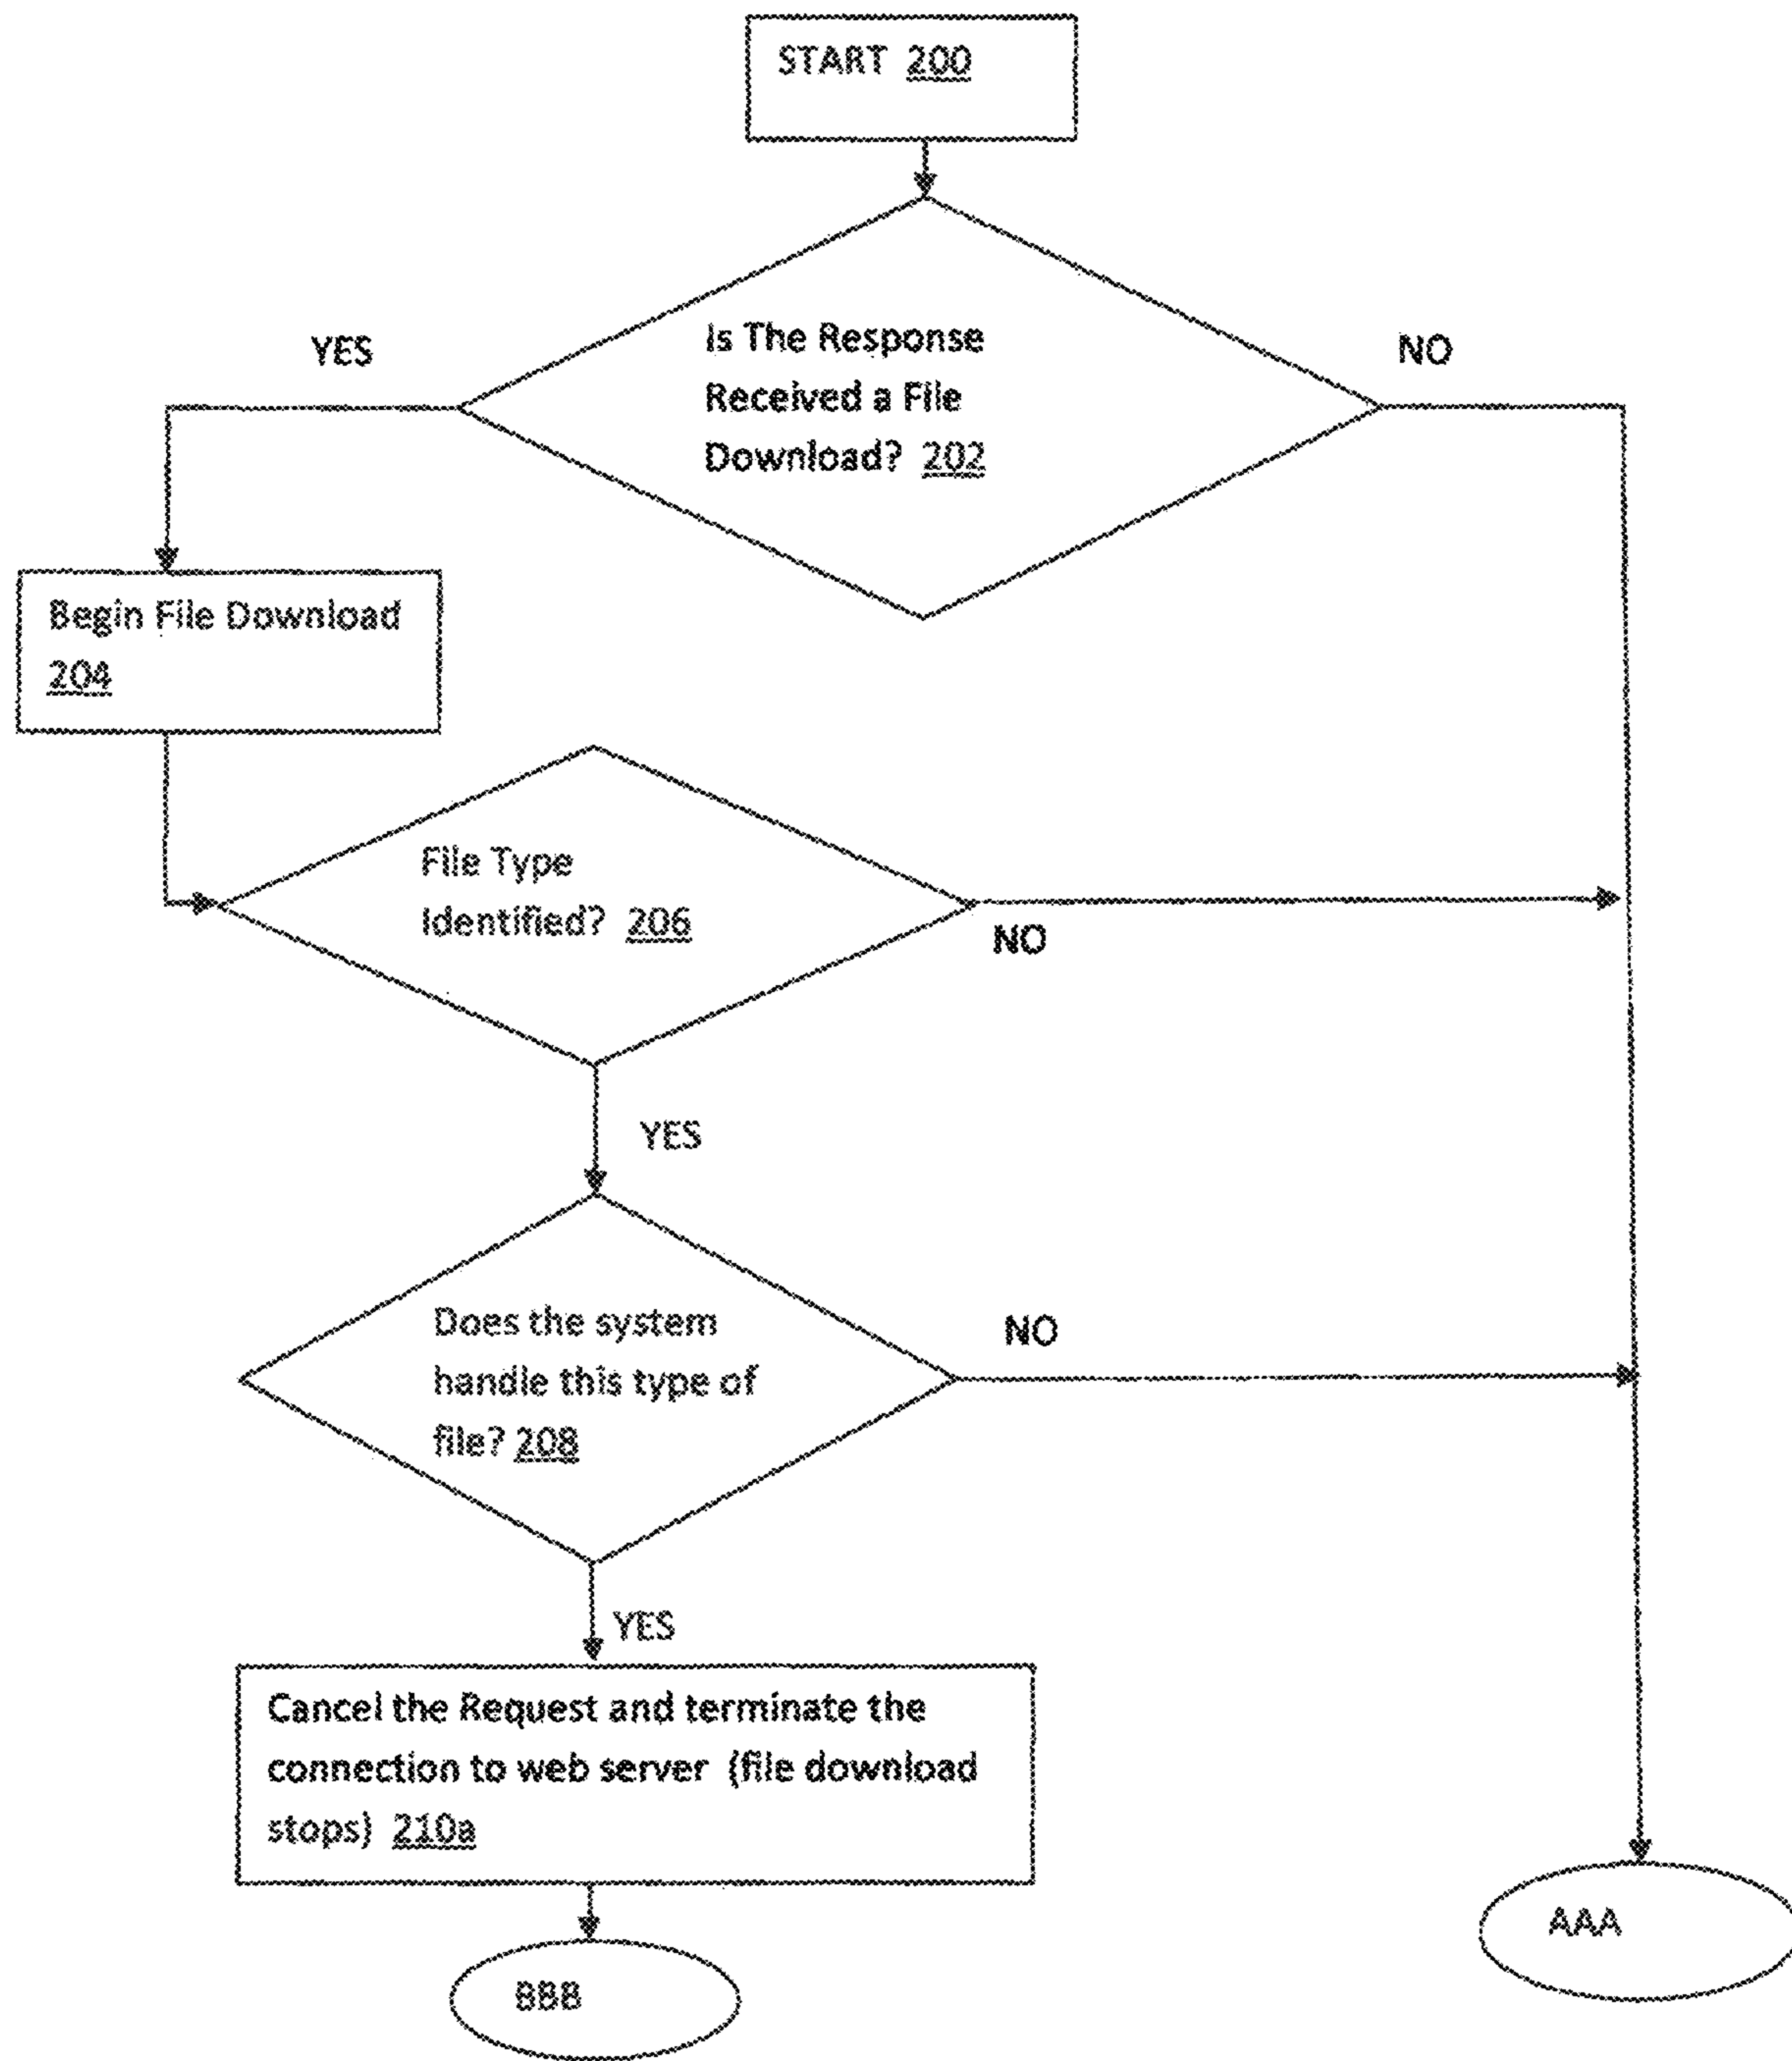 START 200
Is The Response
Received a File
Download? 202
YES
NO
Begin File Download
204
File Type
Identified? 206
NO
YES
Does the system
handle this type of
file? 208
NO
YES
Cancel the Request and terminate the
connection to web server (file download
stops) 210a
AAA
BBB